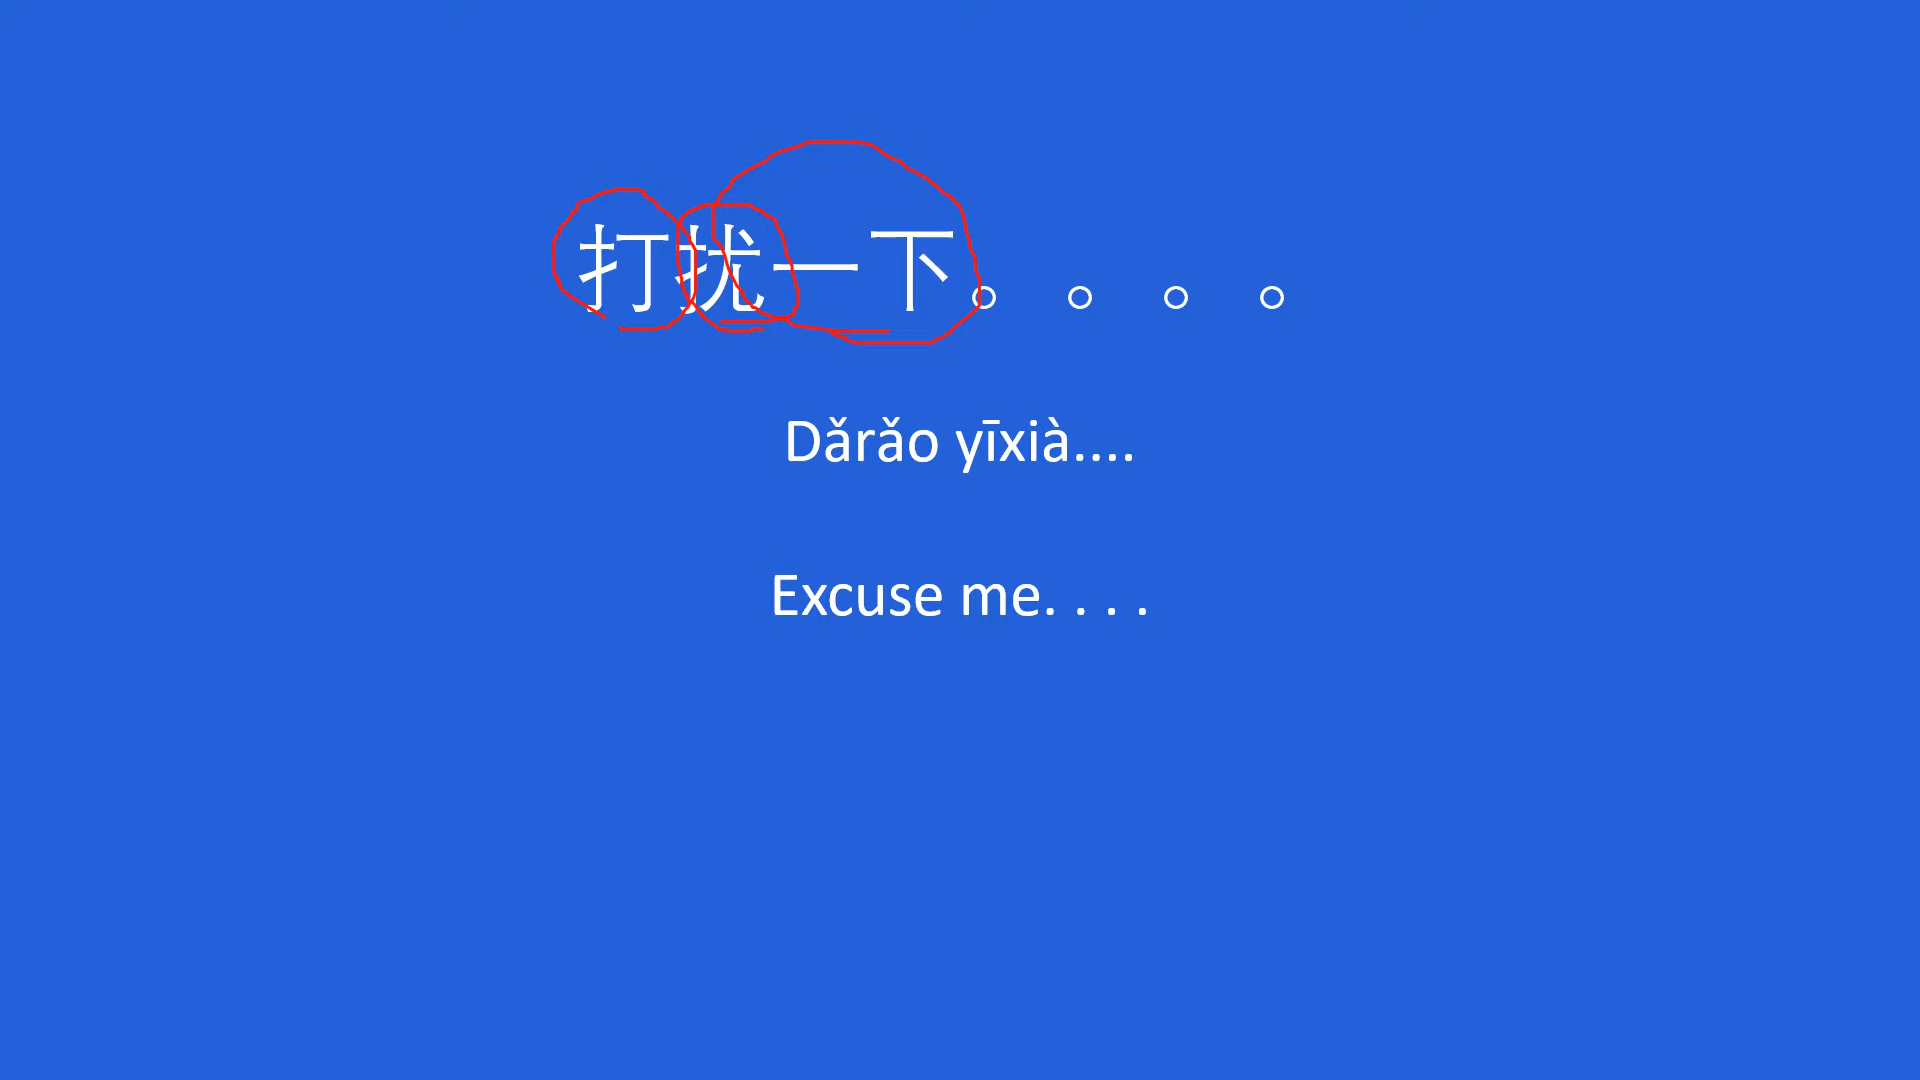 打扰一下。。。。
Dǎrǎo yīxià....
Excuse me. . . .